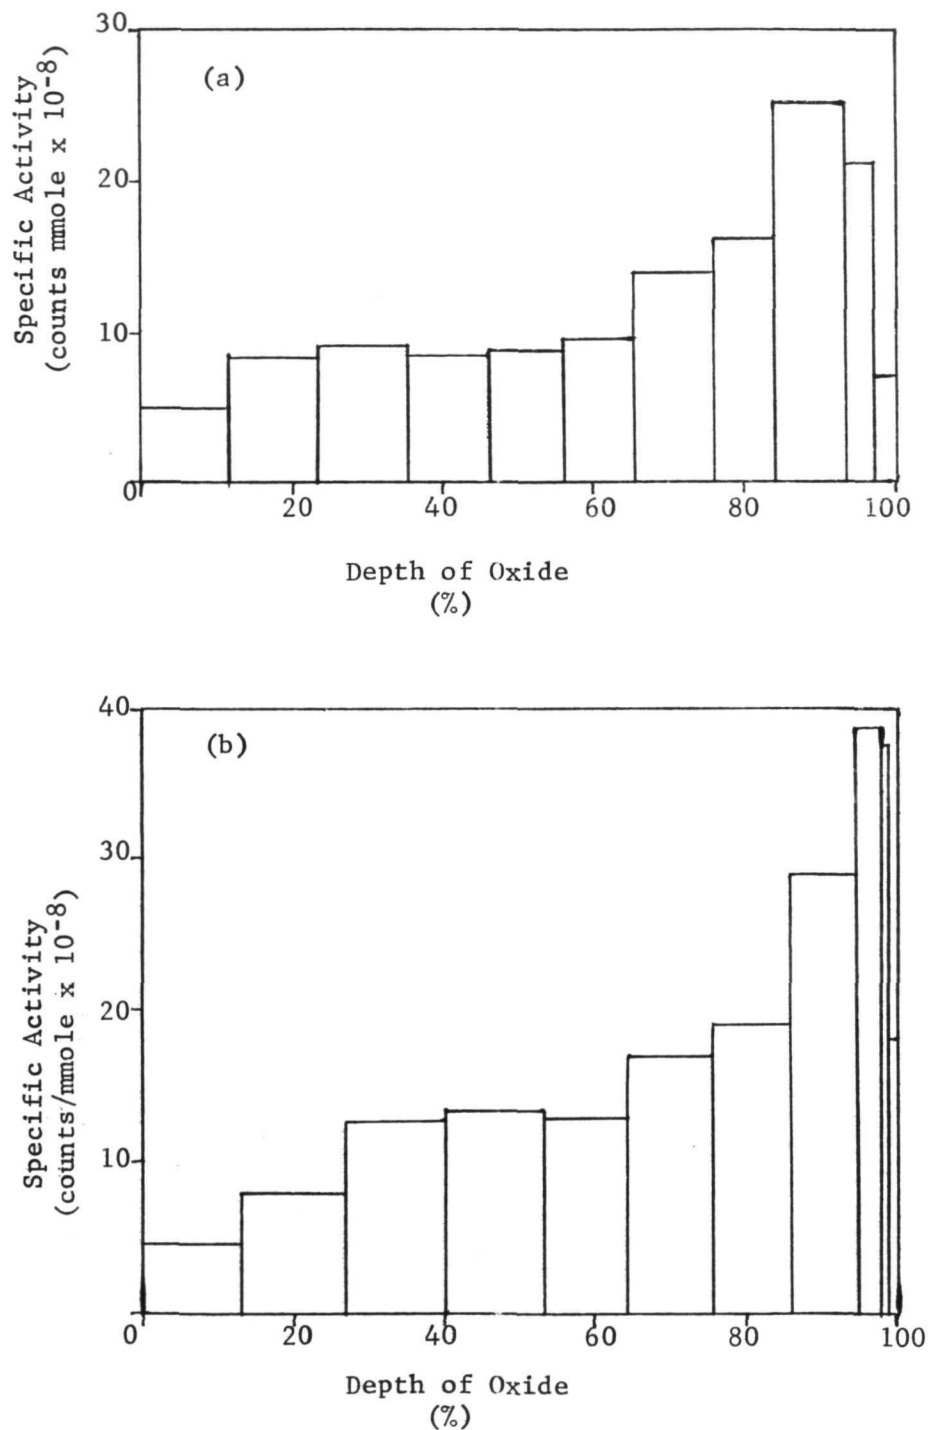 30
(a)
Specific Activity
(counts mmole x 10-8)
20
10
0
20
40
60
80
100
Depth of Oxide
(%)
40
(b)
30
Specific Activity
(counts/mmole x 10-8)
20
10
0
20
40
60
80
100
Depth of Oxide
(%)